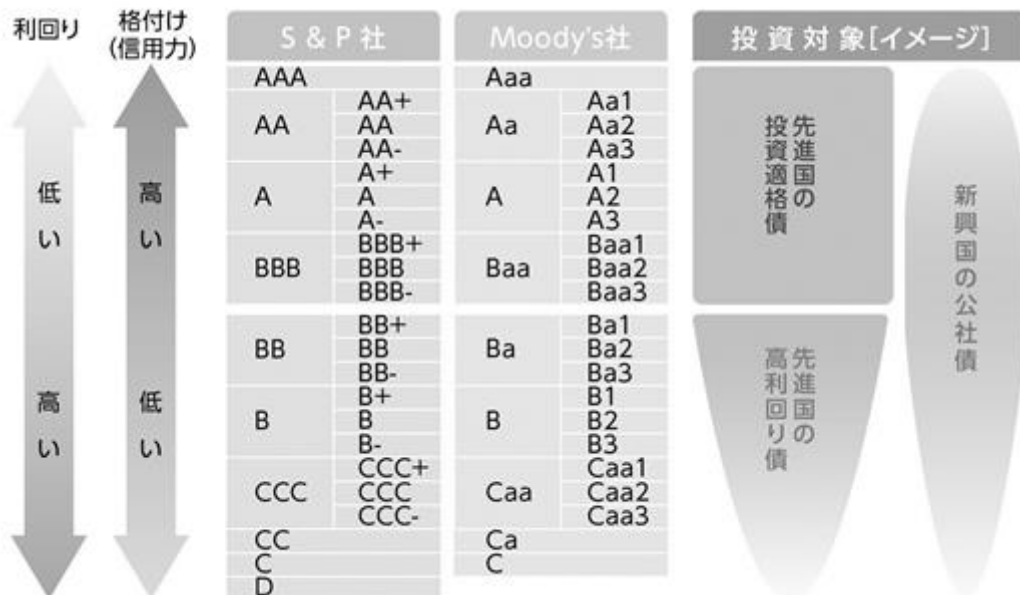 利回り
格付け
(信用力)
S & P 社
Moody's社
投 資 対 象 [イメージ]
低い
高い
高い
低い
AAA
AA
AA+
AA
AA-
A
A+
A
A-
BBB
BBB+
BBB
BBB-
BB
BB+
BB
BB-
B
B+
B
B-
CCC
CCC+
CCC
CCC-
CC
C
D
Aaa
Aa
Aa1
Aa2
Aa3
A
A1
A2
A3
Baa
Baa1
Baa2
Baa3
Ba
Ba1
Ba2
Ba3
B
B1
B2
B3
Caa
Caa1
Caa2
Caa3
Ca
C
先進国の
投資適格債
先進国の
高利回り債
新興国の公社債